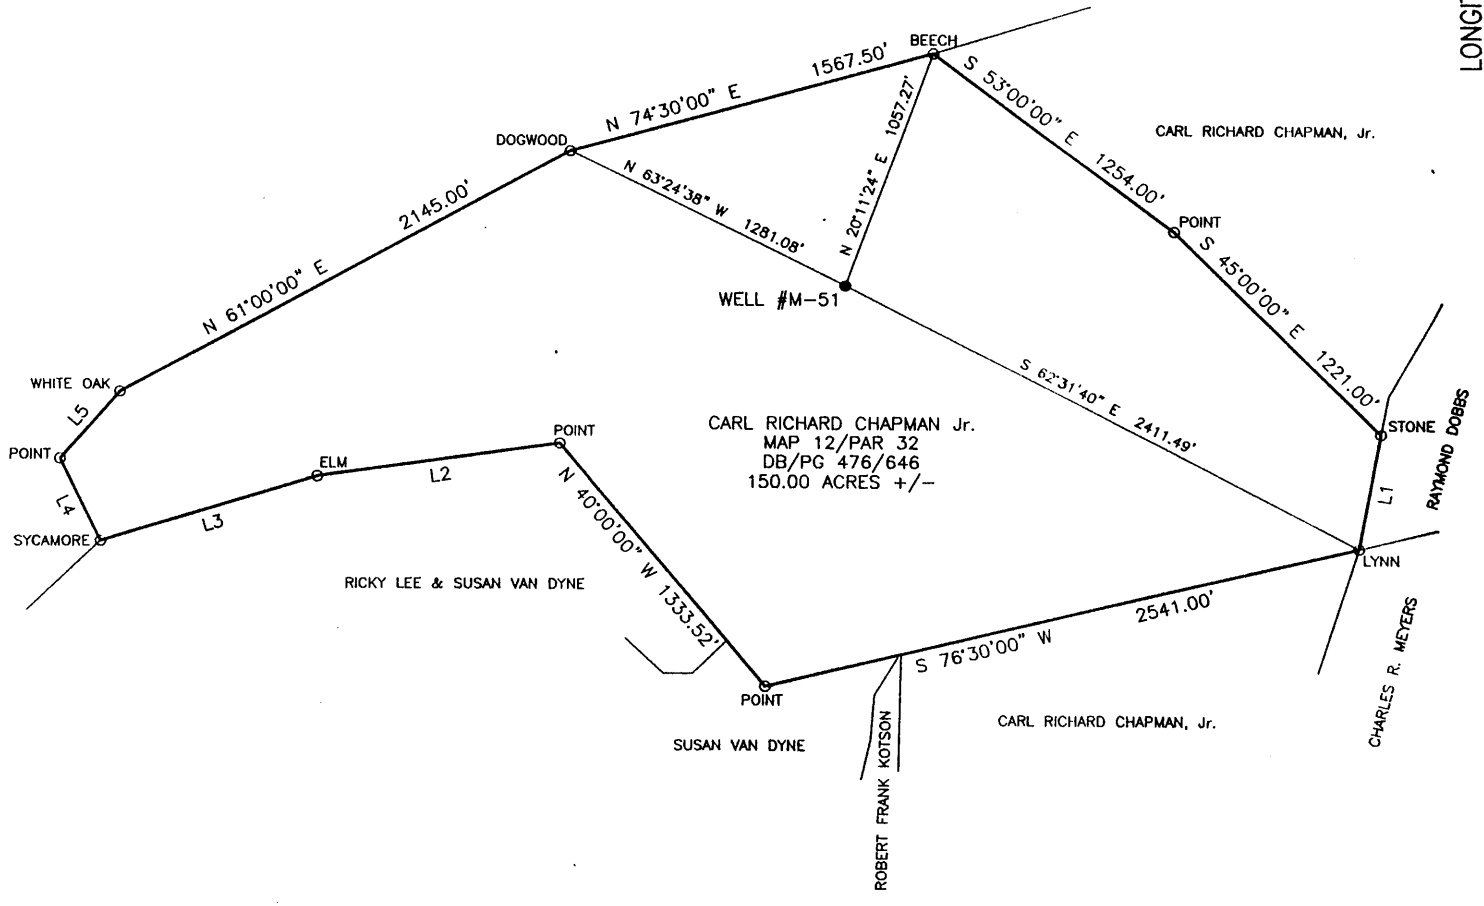 LONGIT
BEECH
1567.50'
N 74°30'00" E
S 53°00'00" E 1254.00'
CARL RICHARD CHAPMAN, Jr.
DOGWOOD
N 20°11'24" E 1057.27'
N 63°24'38" W 1281.08'
2145.00'
N 61°00'00" E
POINT
S 45°00'00" E 1221.00'
WELL #M-51
S 62°31'40" E 2411.49'
WHITE OAK
L5
POINT
L4
SYCAMORE
L3
ELM
L2
POINT
N 40°00'00" W 1333.52'
CARL RICHARD CHAPMAN Jr.
MAP 12/PAR 32
DB/PG 476/646
150.00 ACRES +/-
STONE
L1
RAYMOND DOBBS
LYNN
RICKY LEE & SUSAN VAN DYNE
S 76°30'00" W 2541.00'
POINT
SUSAN VAN DYNE
ROBERT FRANK KOTSON
CARL RICHARD CHAPMAN, Jr.
CHARLES R. MEYERS